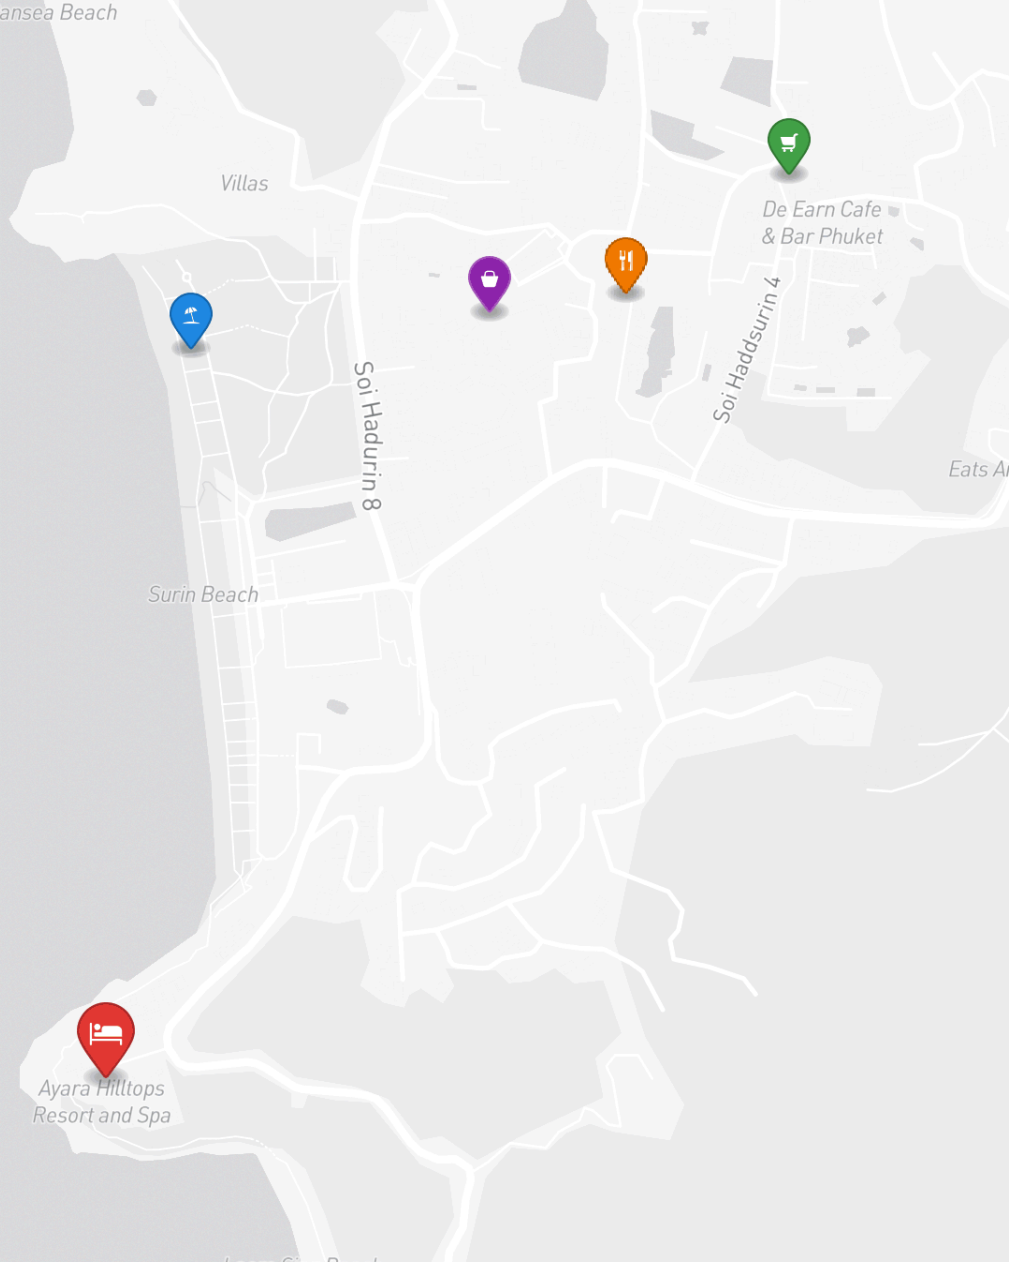 ansea Beach
Villas
De Earn Cafe
& Bar Phuket
Soi Haddsurin 4
Soi Hadurin 8
Eats
Surin Beach
Ayara Hilltops
Resort and Spa